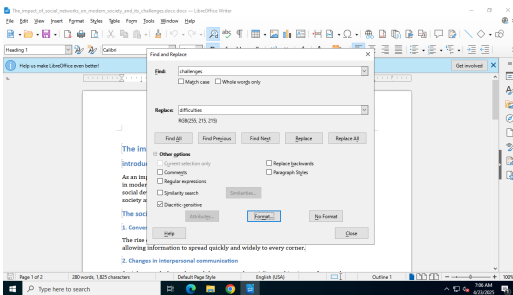 The_impact_of_social_networks_on_modern_society_and_its_challenges.docx.docx — LibreOffice Writer
File Edit View Insert Format Styles Table Form Tools Window Help
Heading 1
Calibri
Help us make LibreOffice even better!
Get involved
Find and Replace
Find:
challenges
Match case
Whole words only
Replace:
difficulties
RGB(255, 215, 215)
Find All
Find Previous
Find Next
Replace
Replace All
Other options
Current selection only
Replace backwards
Comments
Paragraph Styles
Regular expressions
Similarity search
Similarities...
Diacritic-sensitive
Attributes...
Format...
No Format
Help
Close
The im
introdu
As an im
in moder
social de
society a
The soci
1. Conve
The rise
allowing information to spread quickly and widely to every corner.
2. Changes in interpersonal communication
Page 1 of 2
280 words, 1,825 characters
Default Page Style
English (USA)
Outline 1
100%
Type here to search
7:06 AM
4/23/2025